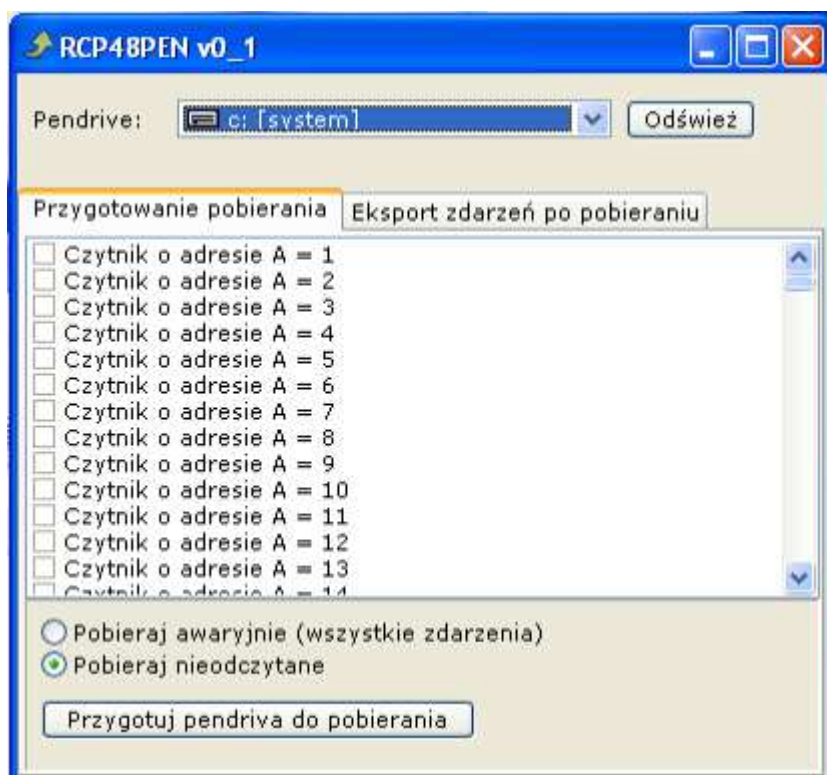 RCP48PEN v0_1
Pendrive: c: [system] Odśwież
Przygotowanie pobierania Eksport zdarzeń po pobieraniu
Czytnik o adresie A = 1
Czytnik o adresie A = 2
Czytnik o adresie A = 3
Czytnik o adresie A = 4
Czytnik o adresie A = 5
Czytnik o adresie A = 6
Czytnik o adresie A = 7
Czytnik o adresie A = 8
Czytnik o adresie A = 9
Czytnik o adresie A = 10
Czytnik o adresie A = 11
Czytnik o adresie A = 12
Czytnik o adresie A = 13
Czytnik o adresie A = 14
Pobieraj awaryjnie (wszystkie zdarzenia)
Pobieraj nieodczytane
Przygotuj pendriva do pobierania